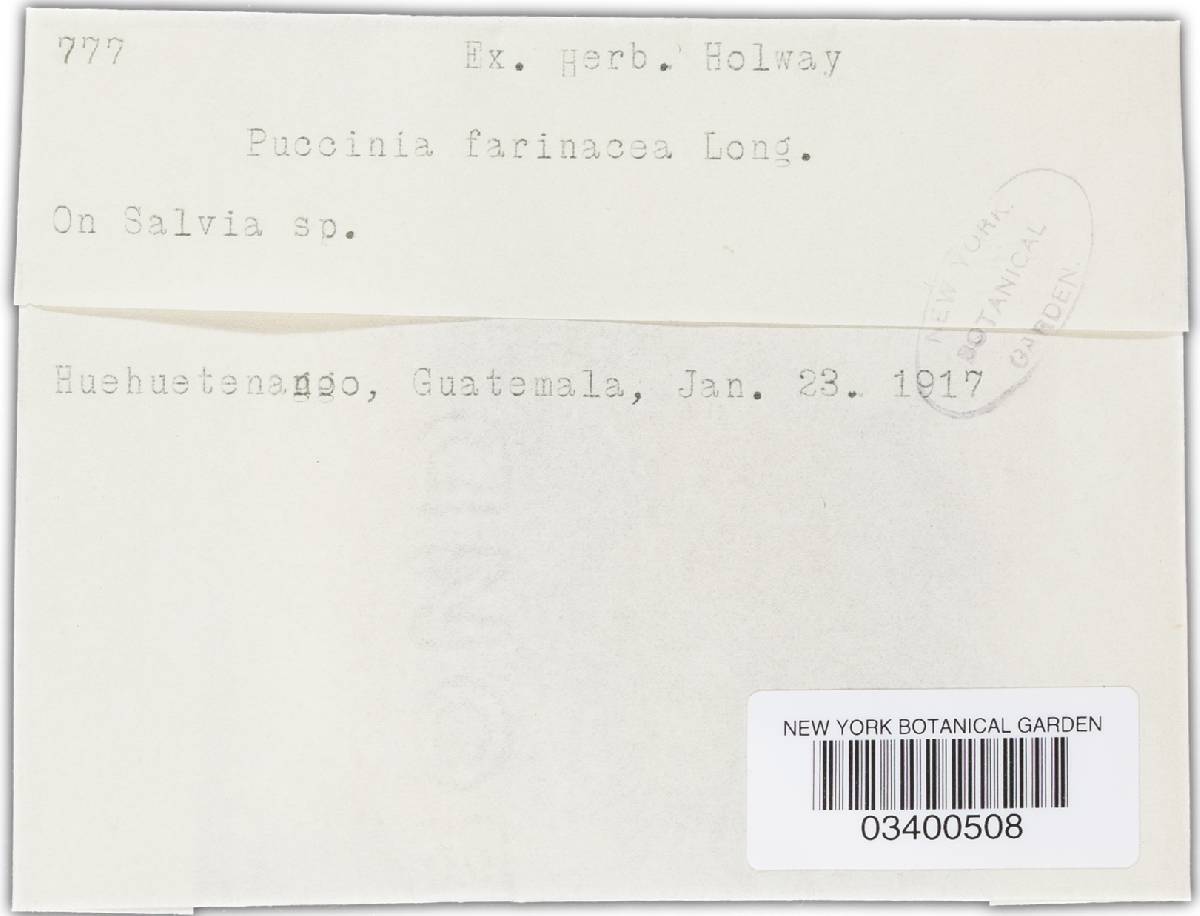 777 Ex. Herb. Holway
Puccinia farinacea Long.
On Salvia sp.
Huehuetenango, Guatemala, Jan. 23. 1917
NEW YORK
BOTANICAL
GARDEN.
NEW YORK BOTANICAL GARDEN
03400508